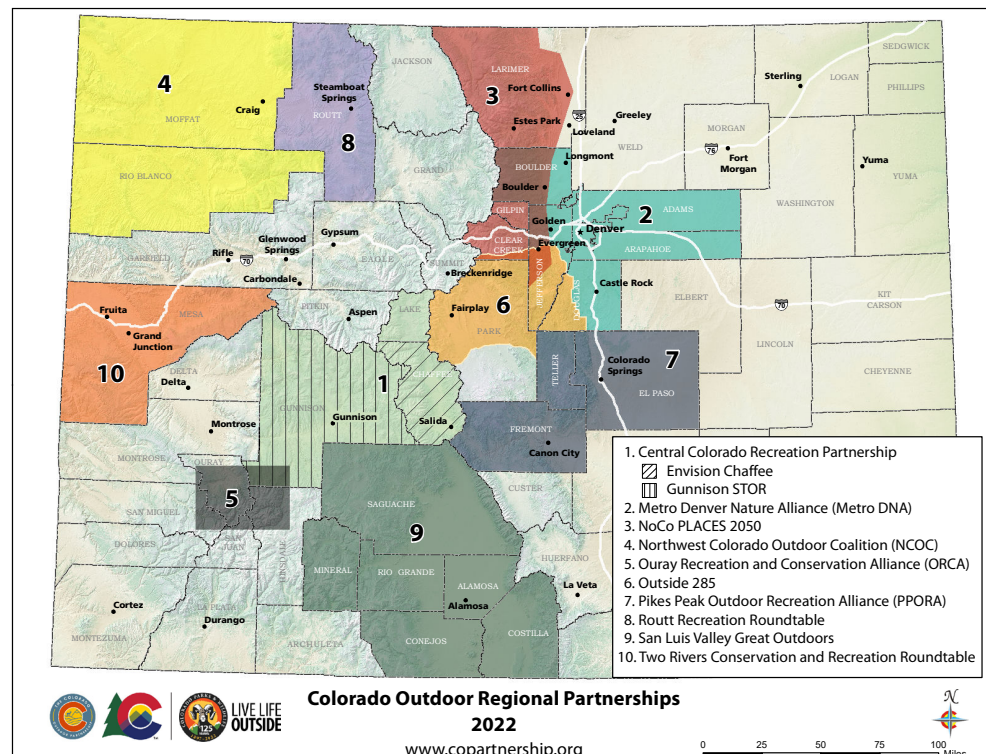 SEDGWICK
JACKSON
LARIMER
Sterling
LOGAN
PHILLIPS
4
Steamboat
Springs
3
Fort Collins
Craig
ROUTT
MOFFAT
25
Greeley
Estes Park
Loveland
MORGAN
8
WELD
76
Fort
Morgan
Longmont
Yuma
BOULDER
GRAND
RIO BLANCO
YUMA
Boulder
WASHINGTON
GILPIN
2
ADAMS
Golden
Denver
Gypsum
Glenwood
Springs
CLEAR
CREEK
Evergreen
ARAPAHOE
GARFIELD
Rifle
70
EAGLE
SUMMIT
Breckenridge
Carbondale
JEFFERSON
DOUGLAS
Castle Rock
ELBERT
KIT
CARSON
70
Fruita
MESA
PITKIN
Aspen
LAKE
Fairplay
6
PARK
Grand
Junction
LINCOLN
10
DELTA
Delta
1
CHAFFEE
TELLER
Colorado
Springs
7
CHEYENNE
EL PASO
GUNNISON
Gunnison
Salida
Montrose
FREMONT
Canon City
MONTROSE
OURAY
5
SAGUACHE
CUSTER
SAN MIGUEL
DOLORES
SAN
JUAN
HINSDALE
9
MINERAL
RIO GRANDE
ALAMOSA
Alamosa
HUERFANO
La Veta
Cortez
LA PLATA
Durango
MONTEZUMA
ARCHULETA
CONEJOS
COSTILLA
1. Central Colorado Recreation Partnership
Envision Chaffee
Gunnison STOR
2. Metro Denver Nature Alliance (Metro DNA)
3. NoCo PLACES 2050
4. Northwest Colorado Outdoor Coalition (NCOC)
5. Ouray Recreation and Conservation Alliance (ORCA)
6. Outside 285
7. Pikes Peak Outdoor Recreation Alliance (PPORA)
8. Routt Recreation Roundtable
9. San Luis Valley Great Outdoors
10. Two Rivers Conservation and Recreation Roundtable
125
LIVE LIFE
OUTSIDE
Colorado Outdoor Regional Partnerships
2022
www.copartnership.org
N
0 25 50 75 100
Miles